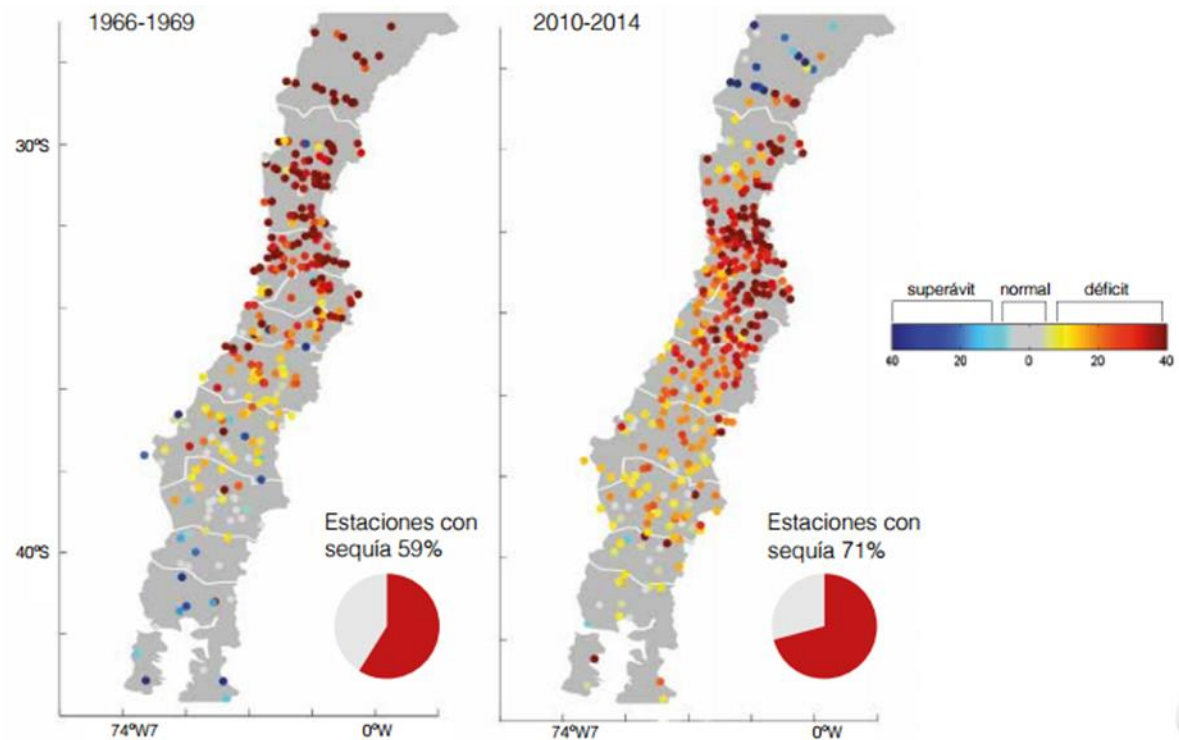 1966-1969
2010-2014
30ºS
40ºS
superávit normal déficit
40 20 0 20 40
Estaciones con
sequía 59%
Estaciones con
sequía 71%
74ºW7 0ºW
74ºW7 0ºW